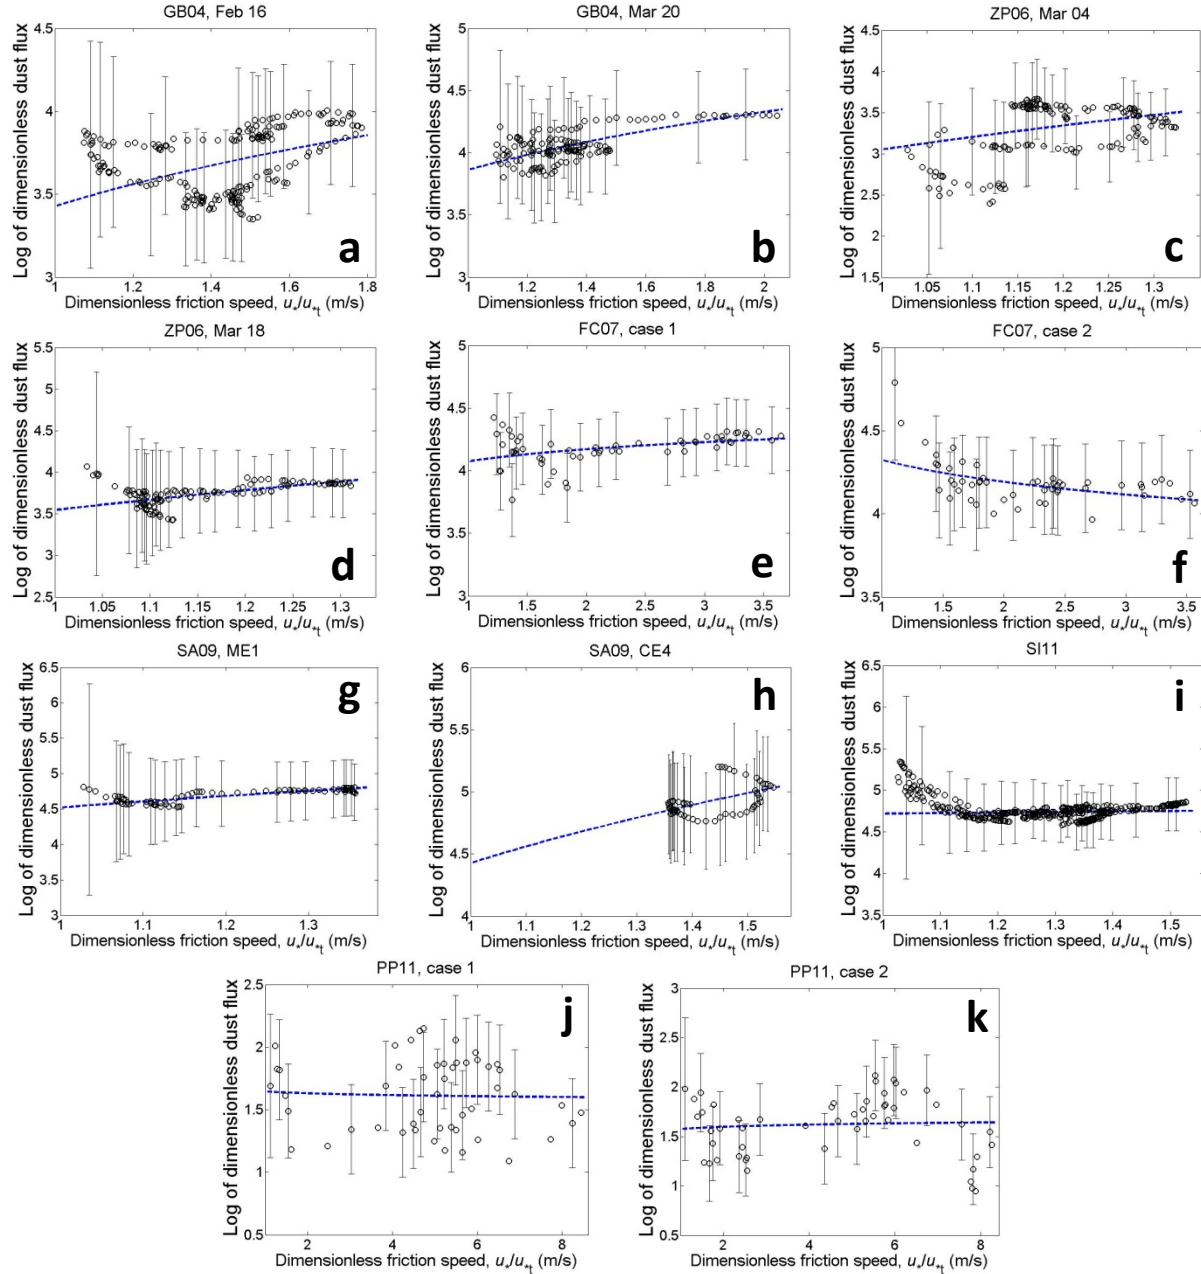 GB04, Feb 16
GB04, Mar 20
ZP06, Mar 04
Log of dimensionless dust flux
4.5
4
3.5
3
1
1.2
1.4
1.6
1.8
a
Dimensionless friction speed, u*/u*t (m/s)
Log of dimensionless dust flux
5
4.5
4
3.5
3
1
1.2
1.4
1.6
1.8
2
b
Dimensionless friction speed, u*/u*t (m/s)
Log of dimensionless dust flux
4.5
4
3.5
3
2.5
2
1.5
1
1.05
1.1
1.15
1.2
1.25
1.3
c
Dimensionless friction speed, u*/u*t (m/s)
ZP06, Mar 18
FC07, case 1
FC07, case 2
Log of dimensionless dust flux
5.5
5
4.5
4
3.5
3
2.5
1
1.05
1.1
1.15
1.2
1.25
1.3
d
Dimensionless friction speed, u*/u*t (m/s)
Log of dimensionless dust flux
5
4.5
4
3.5
3
1
1.5
2
2.5
3
3.5
e
Dimensionless friction speed, u*/u*t (m/s)
Log of dimensionless dust flux
5
4.5
4
3.5
1
1.5
2
2.5
3
3.5
f
Dimensionless friction speed, u*/u*t (m/s)
SA09, ME1
SA09, CE4
SI11
Log of dimensionless dust flux
6.5
6
5.5
5
4.5
4
3.5
3
1
1.1
1.2
1.3
g
Dimensionless friction speed, u*/u*t (m/s)
Log of dimensionless dust flux
6
5.5
5
4.5
4
1
1.1
1.2
1.3
1.4
1.5
h
Dimensionless friction speed, u*/u*t (m/s)
Log of dimensionless dust flux
6.5
6
5.5
5
4.5
4
3.5
1
1.1
1.2
1.3
1.4
1.5
i
Dimensionless friction speed, u*/u*t (m/s)
PP11, case 1
PP11, case 2
Log of dimensionless dust flux
2.5
2
1.5
1
0.5
2
4
6
8
j
Dimensionless friction speed, u*/u*t (m/s)
Log of dimensionless dust flux
3
2.5
2
1.5
1
0.5
2
4
6
8
k
Dimensionless friction speed, u*/u*t (m/s)